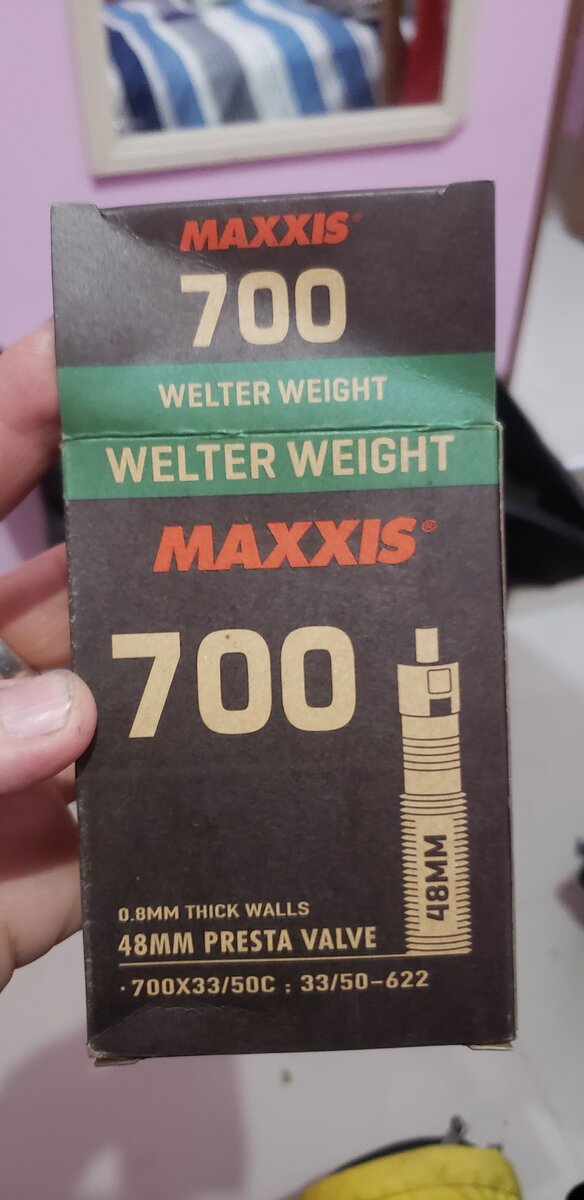 MAXXIS®
700
WELTER WEIGHT
WELTER WEIGHT
MAXXIS®
700
48MM
0.8MM THICK WALLS
48MM PRESTA VALVE
·700X33/50C : 33/50-622